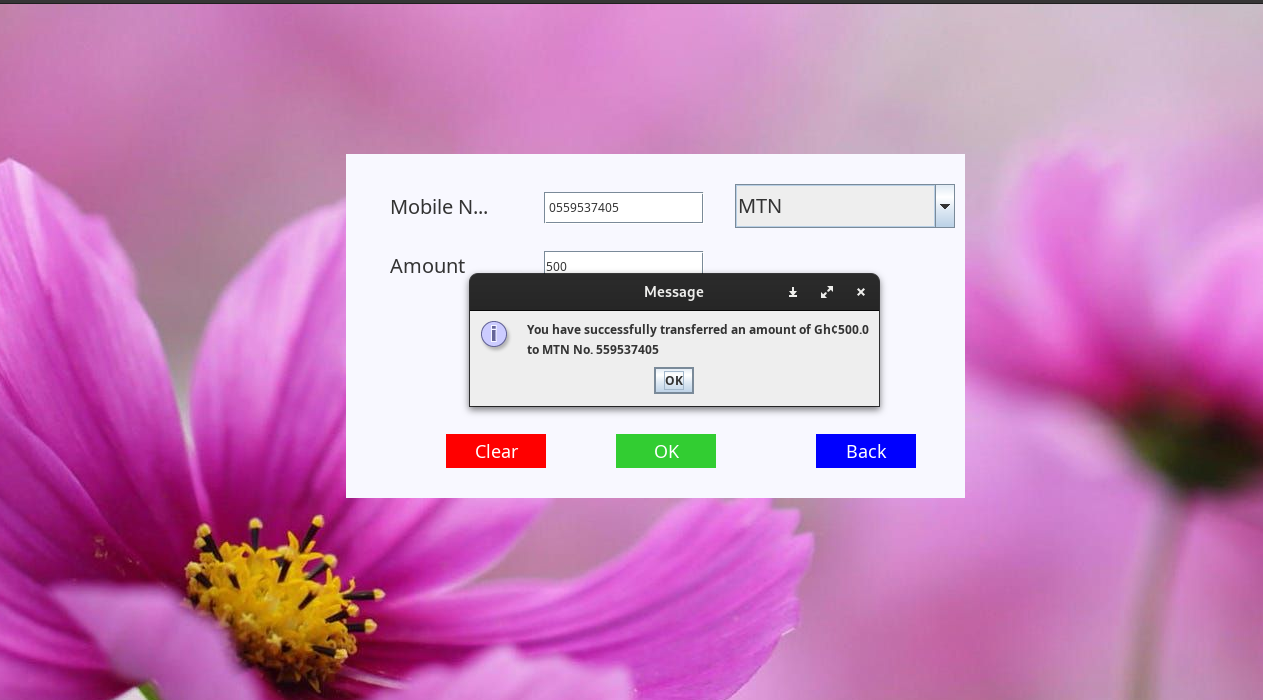 Mobile N... 0559537405 MTN
Amount 500
Message
You have successfully transferred an amount of Gh¢500.0
to MTN No. 559537405
OK
Clear OK Back